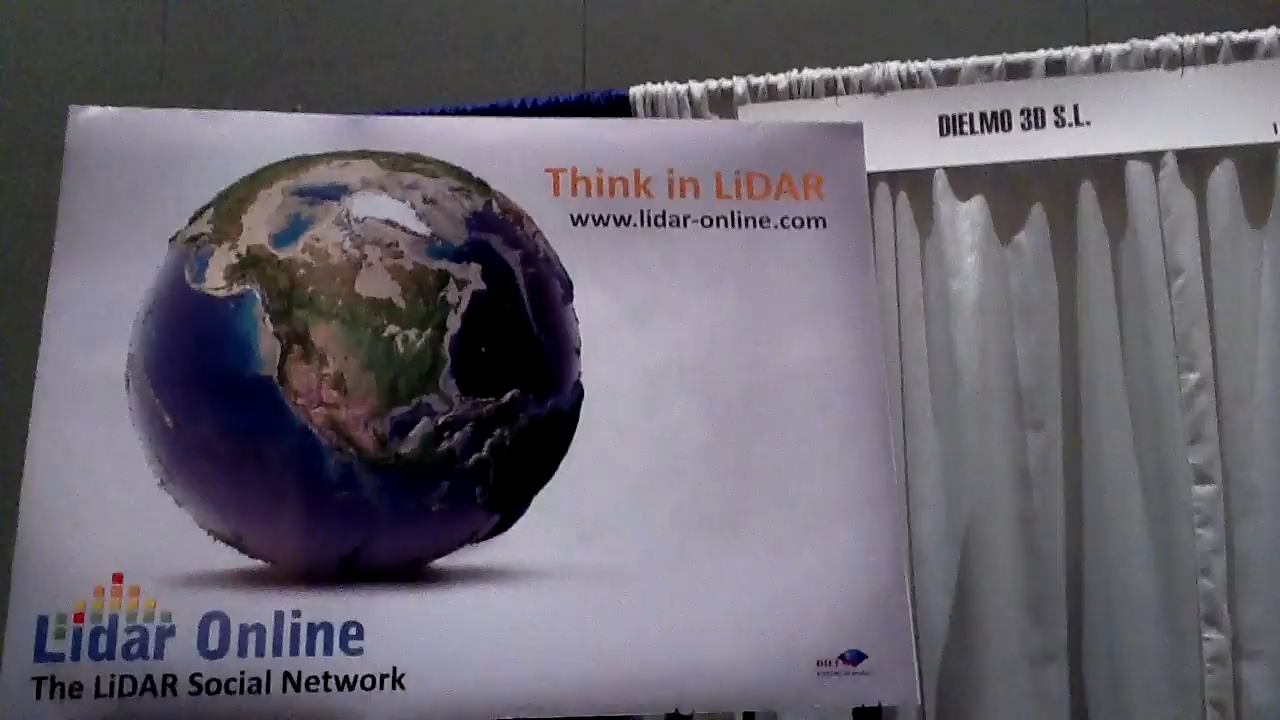 Think in LiDAR
www.lidar-online.com
DIELMO 3D S.L.
Lidar Online
The LiDAR Social Network